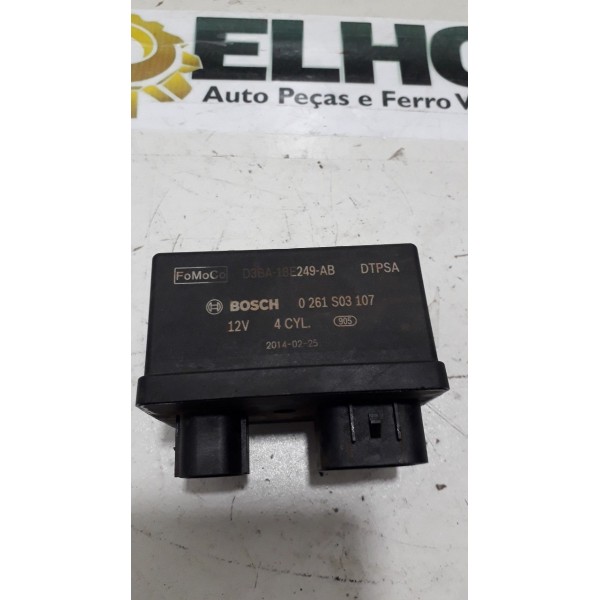 ELHO
Auto Peças e Ferro V
FoMoCo D3BA-18E249-AB DTPSA
BOSCH 0 261 S03 107
12V 4 CYL. 905
2014-02-25